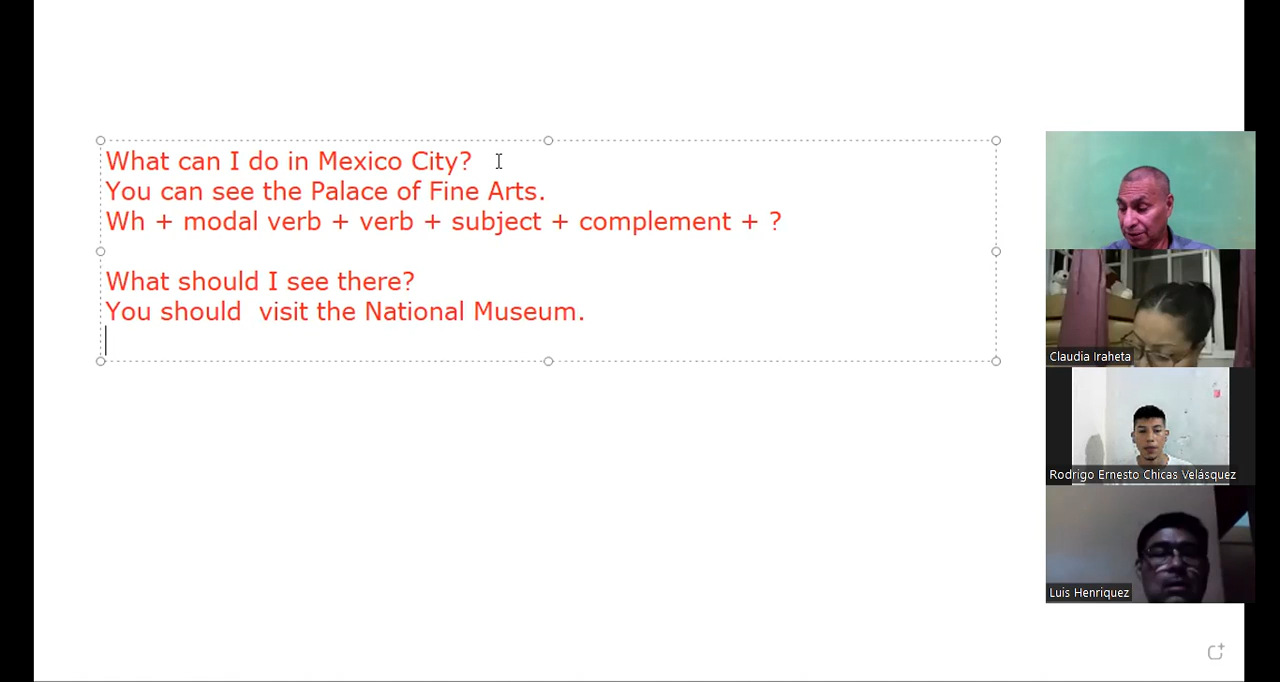 What can I do in Mexico City?
You can see the Palace of Fine Arts.
Wh + modal verb + verb + subject + complement + ?
What should I see there?
You should  visit the National Museum.
Claudia Iraheta
Rodrigo Ernesto Chicas Velásquez
Luis Henriquez